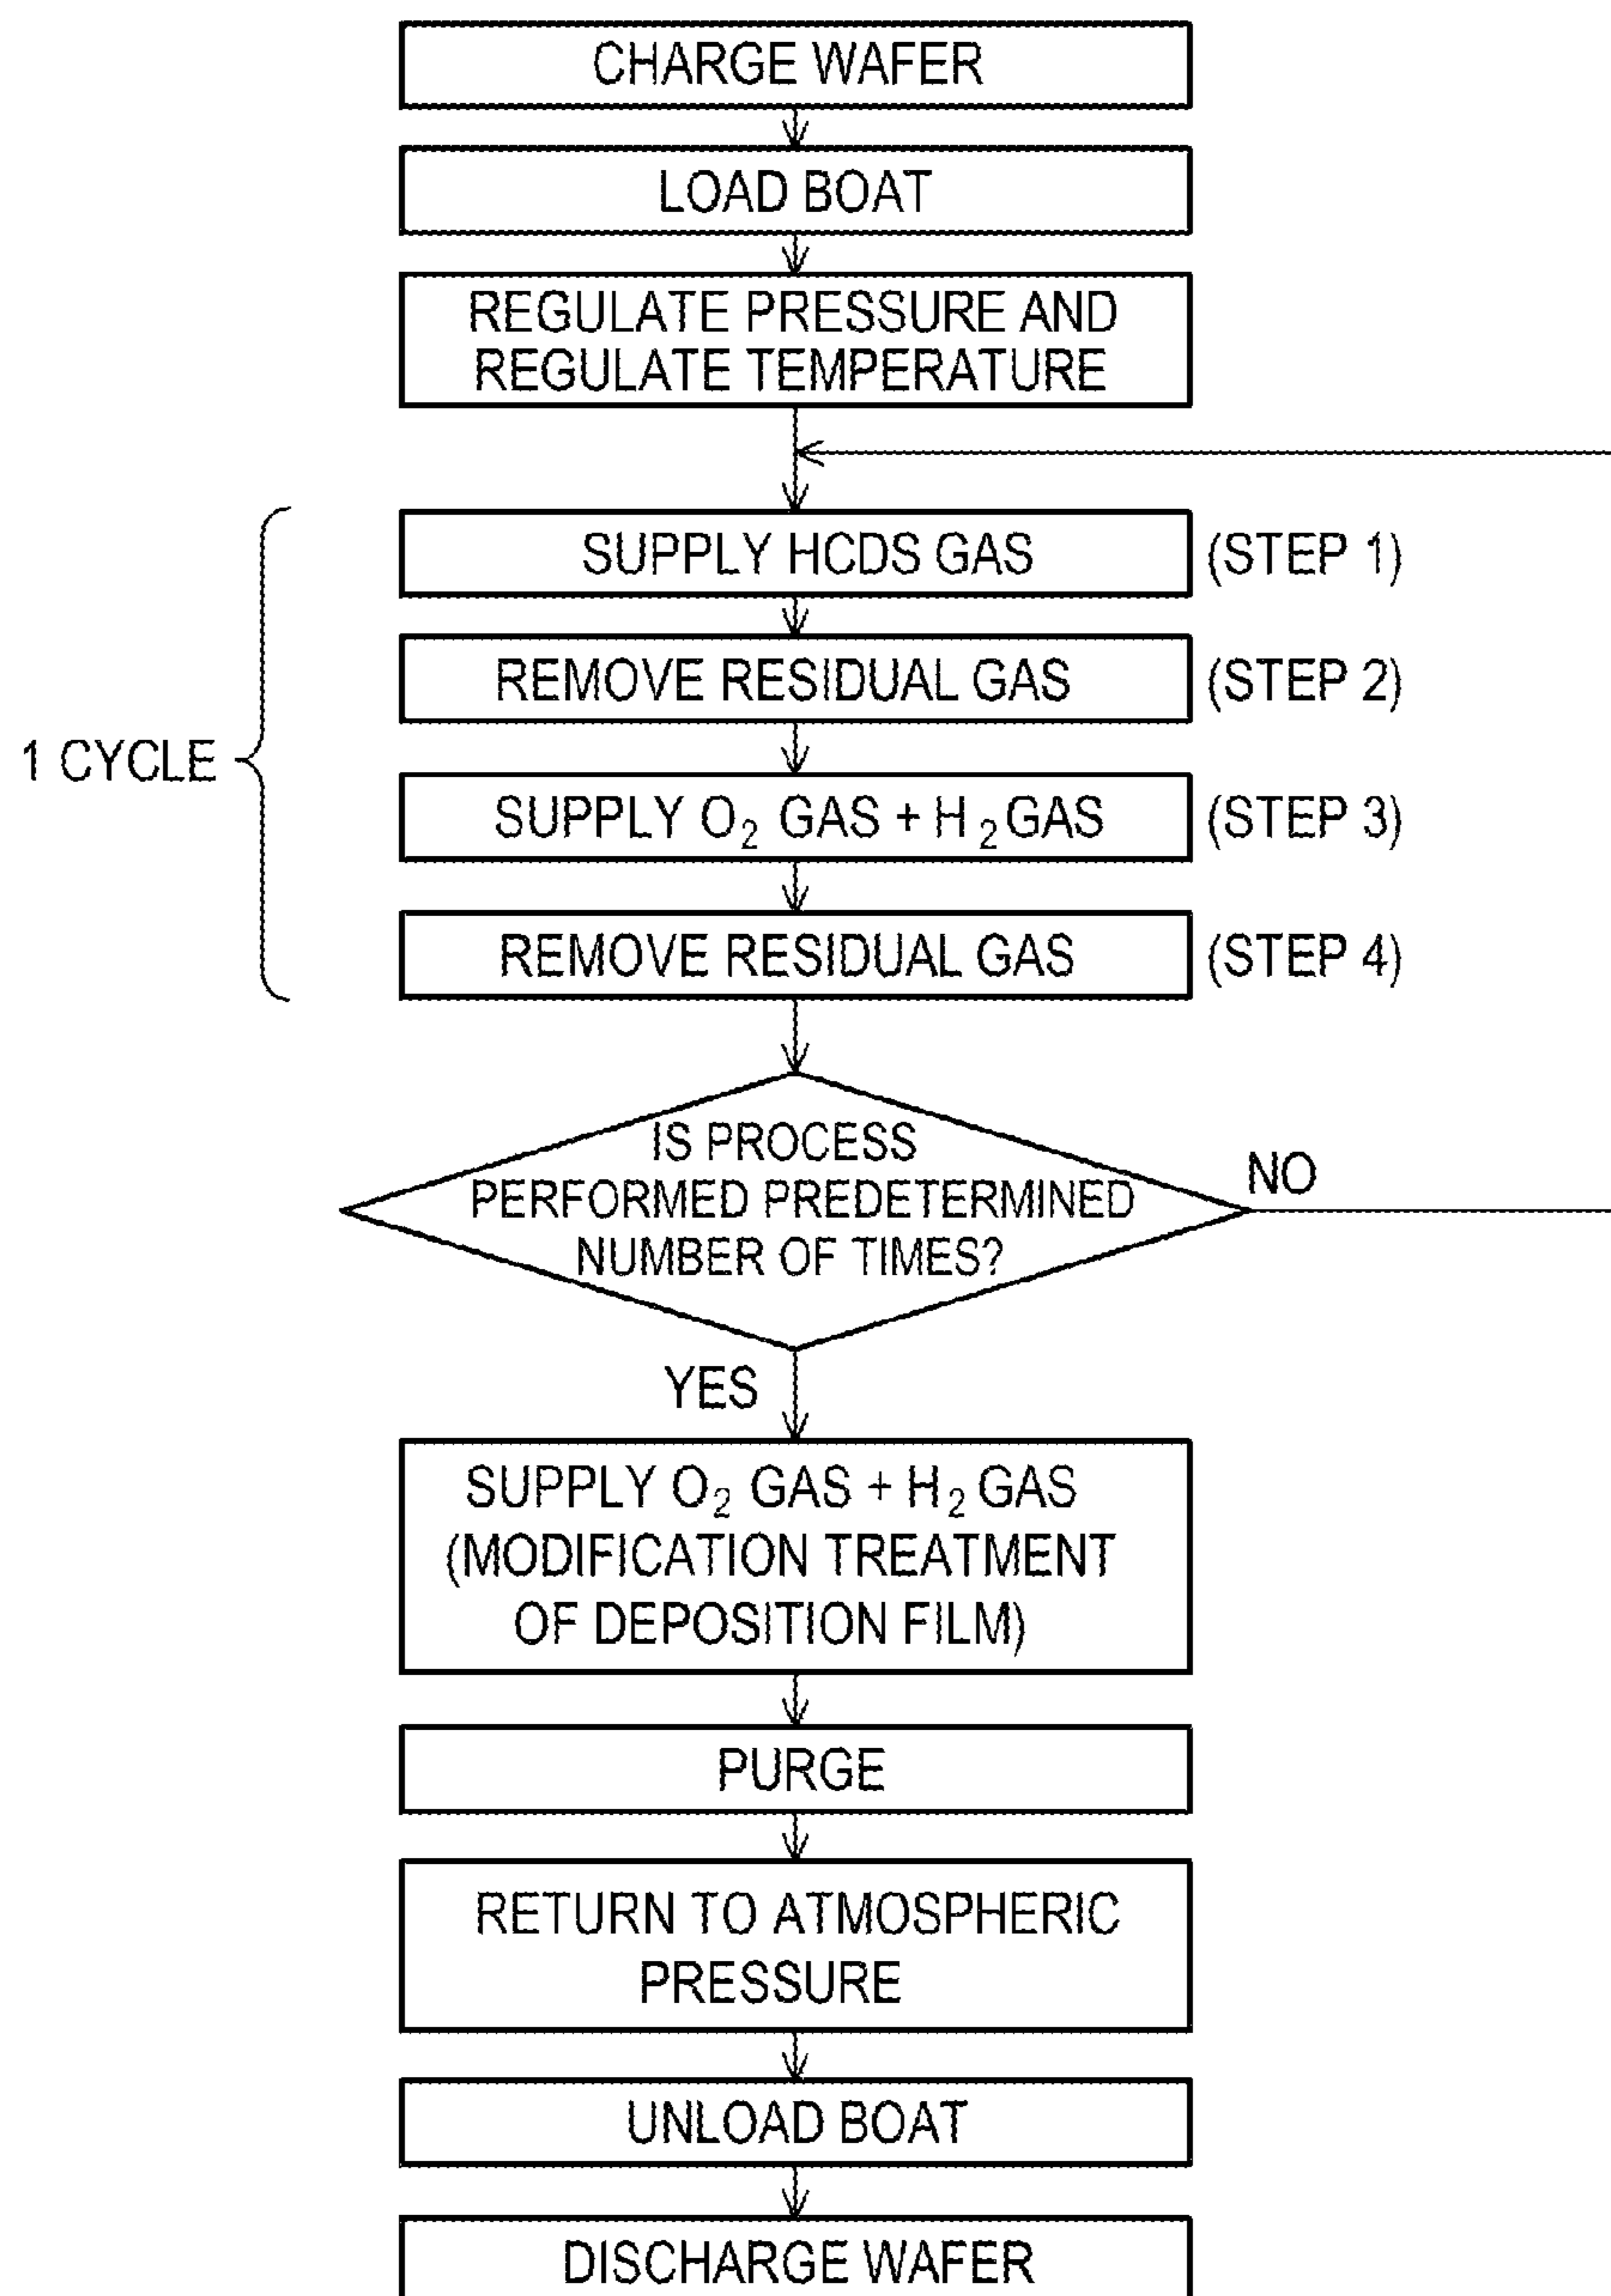 CHARGE WAFER
LOAD BOAT
REGULATE PRESSURE AND
REGULATE TEMPERATURE
SUPPLY HCDS GAS
(STEP 1)
REMOVE RESIDUAL GAS
(STEP 2)
1 CYCLE
SUPPLY O₂ GAS + H₂ GAS
(STEP 3)
REMOVE RESIDUAL GAS
(STEP 4)
IS PROCESS
PERFORMED PREDETERMINED
NUMBER OF TIMES?
NO
YES
SUPPLY O₂ GAS + H₂ GAS
(MODIFICATION TREATMENT
OF DEPOSITION FILM)
PURGE
RETURN TO ATMOSPHERIC
PRESSURE
UNLOAD BOAT
DISCHARGE WAFER